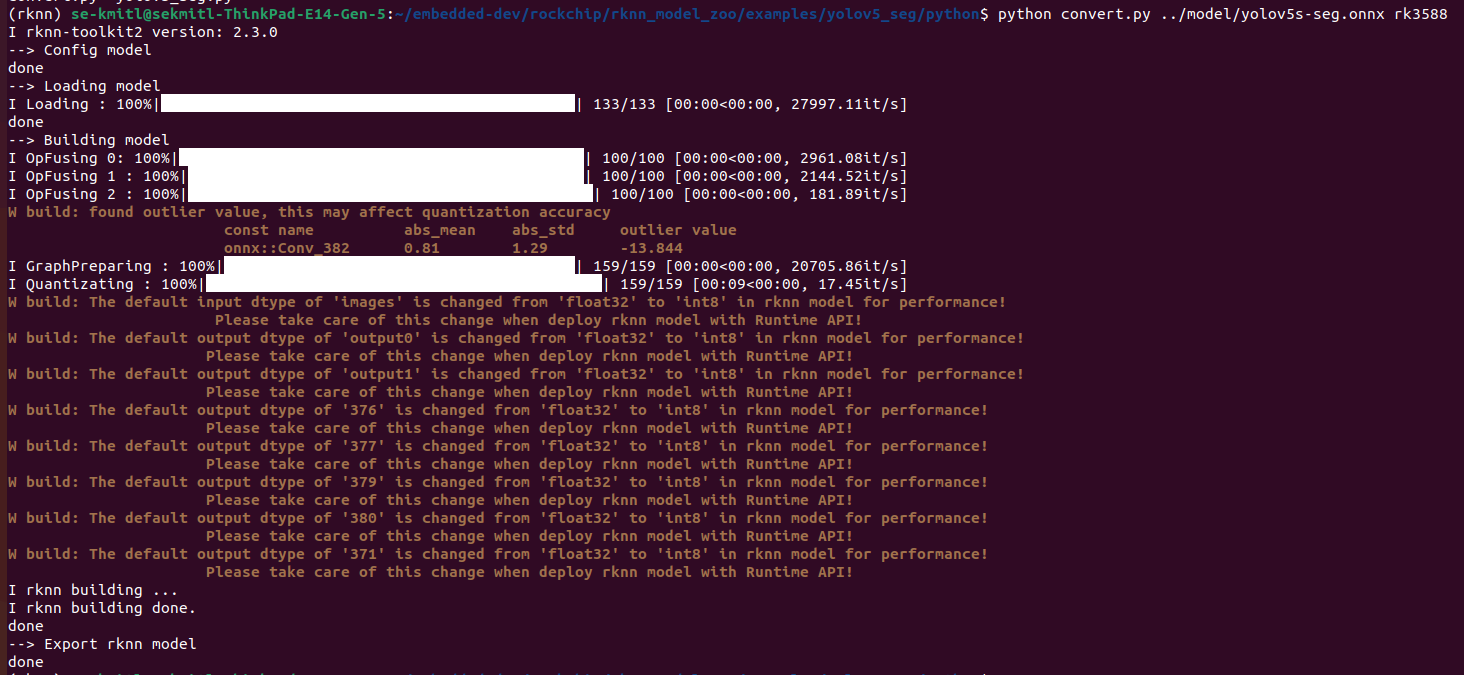 (rknn) se-kmitl@sekmitl-ThinkPad-E14-Gen-5:~/embedded-dev/rockchip/rknn_model_zoo/examples/yolov5_seg/python$ python convert.py ../model/yolov5s-seg.onnx rk3588
I rknn-toolkit2 version: 2.3.0
--> Config model
done
--> Loading model
I Loading : 100%| | 133/133 [00:00<00:00, 27997.11it/s]
done
--> Building model
I OpFusing 0: 100%| | 100/100 [00:00<00:00, 2961.08it/s]
I OpFusing 1 : 100%| | 100/100 [00:00<00:00, 2144.52it/s]
I OpFusing 2 : 100%| | 100/100 [00:00<00:00, 181.89it/s]
W build: found outlier value, this may affect quantization accuracy
const name abs_mean abs_std outlier value
onnx::Conv_382 0.81 1.29 -13.844
I GraphPreparing : 100%| | 159/159 [00:00<00:00, 20705.86it/s]
I Quantizating : 100%| | 159/159 [00:09<00:00, 17.45it/s]
W build: The default input dtype of 'images' is changed from 'float32' to 'int8' in rknn model for performance!
Please take care of this change when deploy rknn model with Runtime API!
W build: The default output dtype of 'output0' is changed from 'float32' to 'int8' in rknn model for performance!
Please take care of this change when deploy rknn model with Runtime API!
W build: The default output dtype of 'output1' is changed from 'float32' to 'int8' in rknn model for performance!
Please take care of this change when deploy rknn model with Runtime API!
W build: The default output dtype of '376' is changed from 'float32' to 'int8' in rknn model for performance!
Please take care of this change when deploy rknn model with Runtime API!
W build: The default output dtype of '377' is changed from 'float32' to 'int8' in rknn model for performance!
Please take care of this change when deploy rknn model with Runtime API!
W build: The default output dtype of '379' is changed from 'float32' to 'int8' in rknn model for performance!
Please take care of this change when deploy rknn model with Runtime API!
W build: The default output dtype of '380' is changed from 'float32' to 'int8' in rknn model for performance!
Please take care of this change when deploy rknn model with Runtime API!
W build: The default output dtype of '371' is changed from 'float32' to 'int8' in rknn model for performance!
Please take care of this change when deploy rknn model with Runtime API!
I rknn building ...
I rknn building done.
done
--> Export rknn model
done